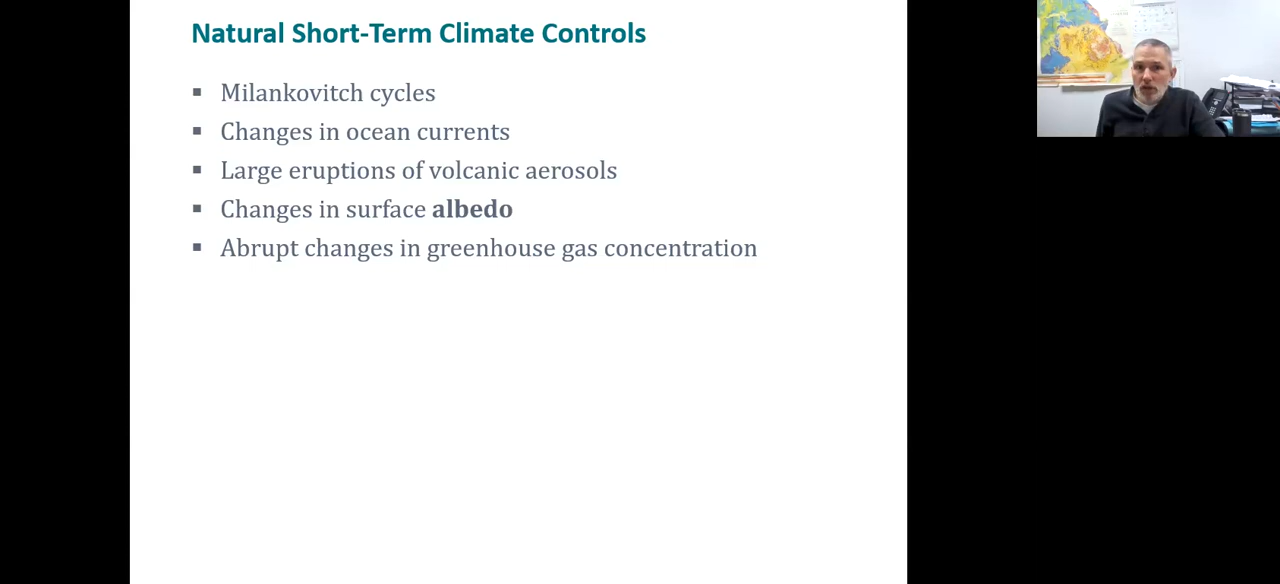 Natural Short-Term Climate Controls
▪ Milankovitch cycles
▪ Changes in ocean currents
▪ Large eruptions of volcanic aerosols
▪ Changes in surface albedo
▪ Abrupt changes in greenhouse gas concentration